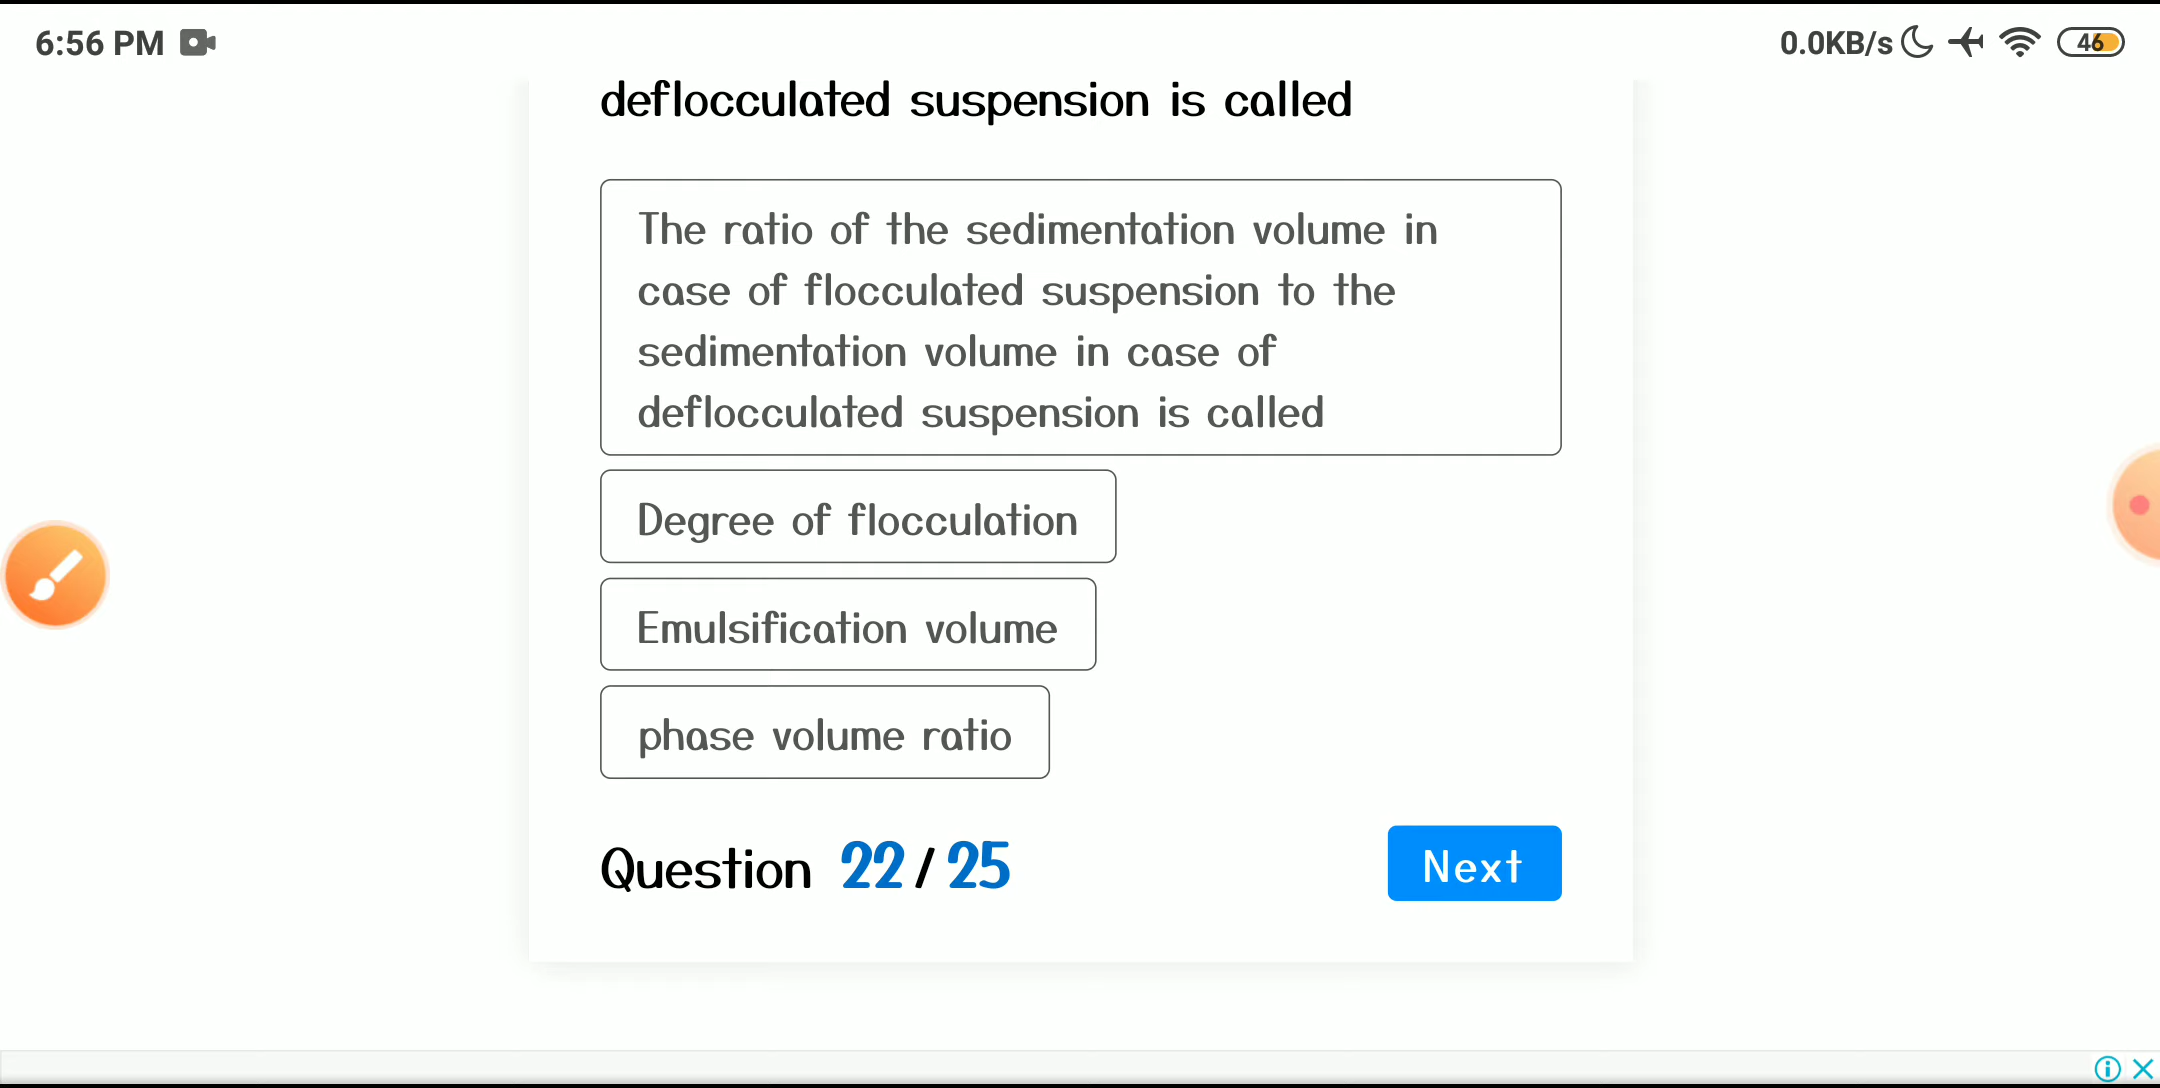 6:56 PM
0.0KB/s
46
deflocculated suspension is called
The ratio of the sedimentation volume in
case of flocculated suspension to the
sedimentation volume in case of
deflocculated suspension is called
Degree of flocculation
Emulsification volume
phase volume ratio
Question 22/25
Next